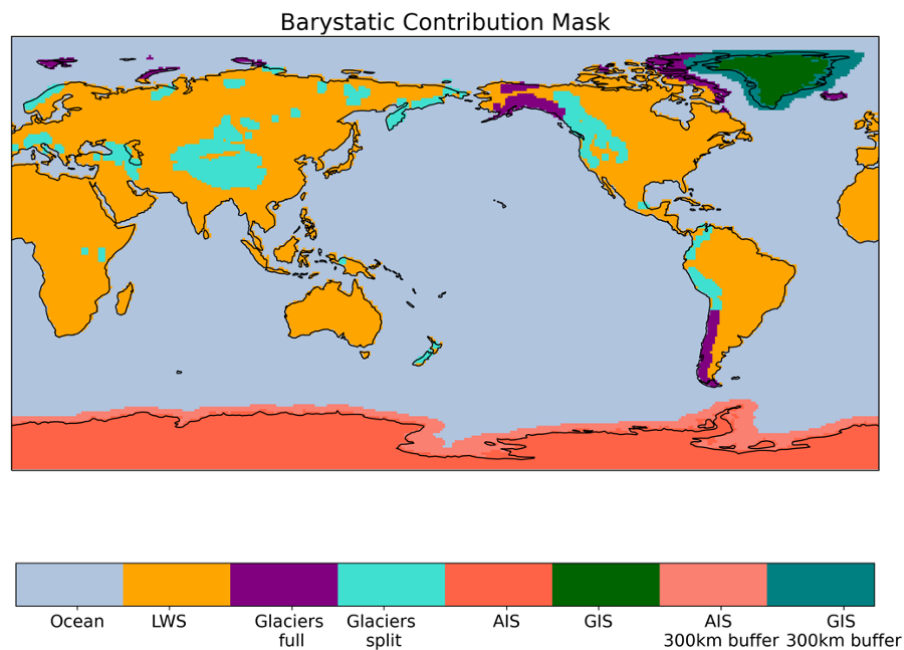 Barystatic Contribution Mask
Ocean LWS Glaciers Glaciers AIS GIS AIS GIS
full split 300km buffer 300km buffer